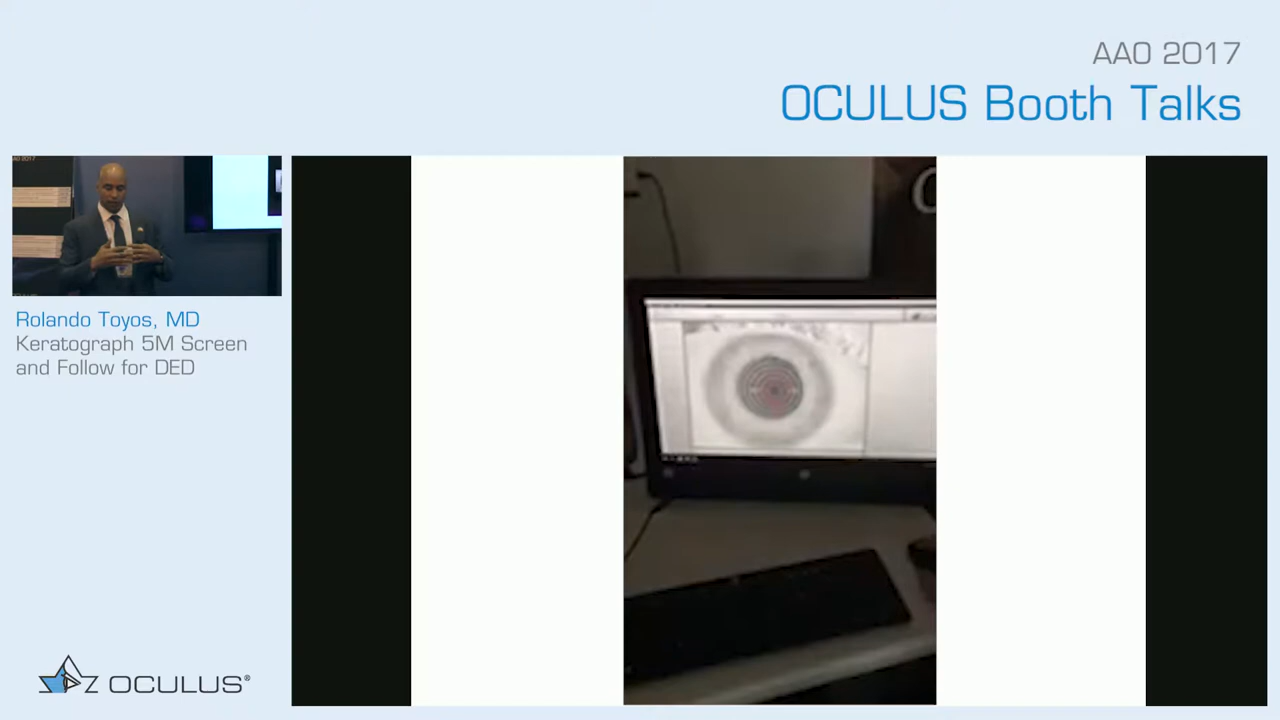 AAO 2017
OCULUS Booth Talks
Rolando Toyos, MD
Keratograph 5M Screen
and Follow for DED
OCULUS®